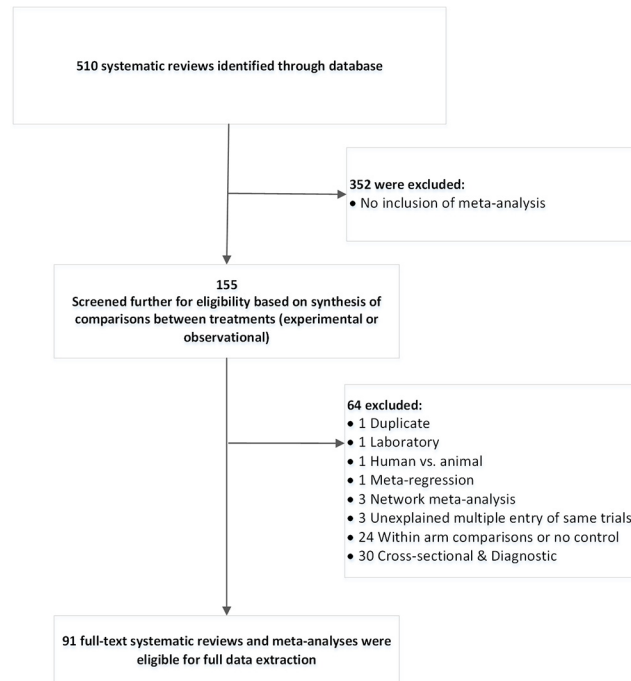 510 systematic reviews identified through database
352 were excluded:
● No inclusion of meta-analysis
155
Screened further for eligibility based on synthesis of
comparisons between treatments (experimental or
observational)
64 excluded:
● 1 Duplicate
● 1 Laboratory
● 1 Human vs. animal
● 1 Meta-regression
● 3 Network meta-analysis
● 3 Unexplained multiple entry of same trials
● 24 Within arm comparisons or no control
● 30 Cross-sectional & Diagnostic
91 full-text systematic reviews and meta-analyses were
eligible for full data extraction